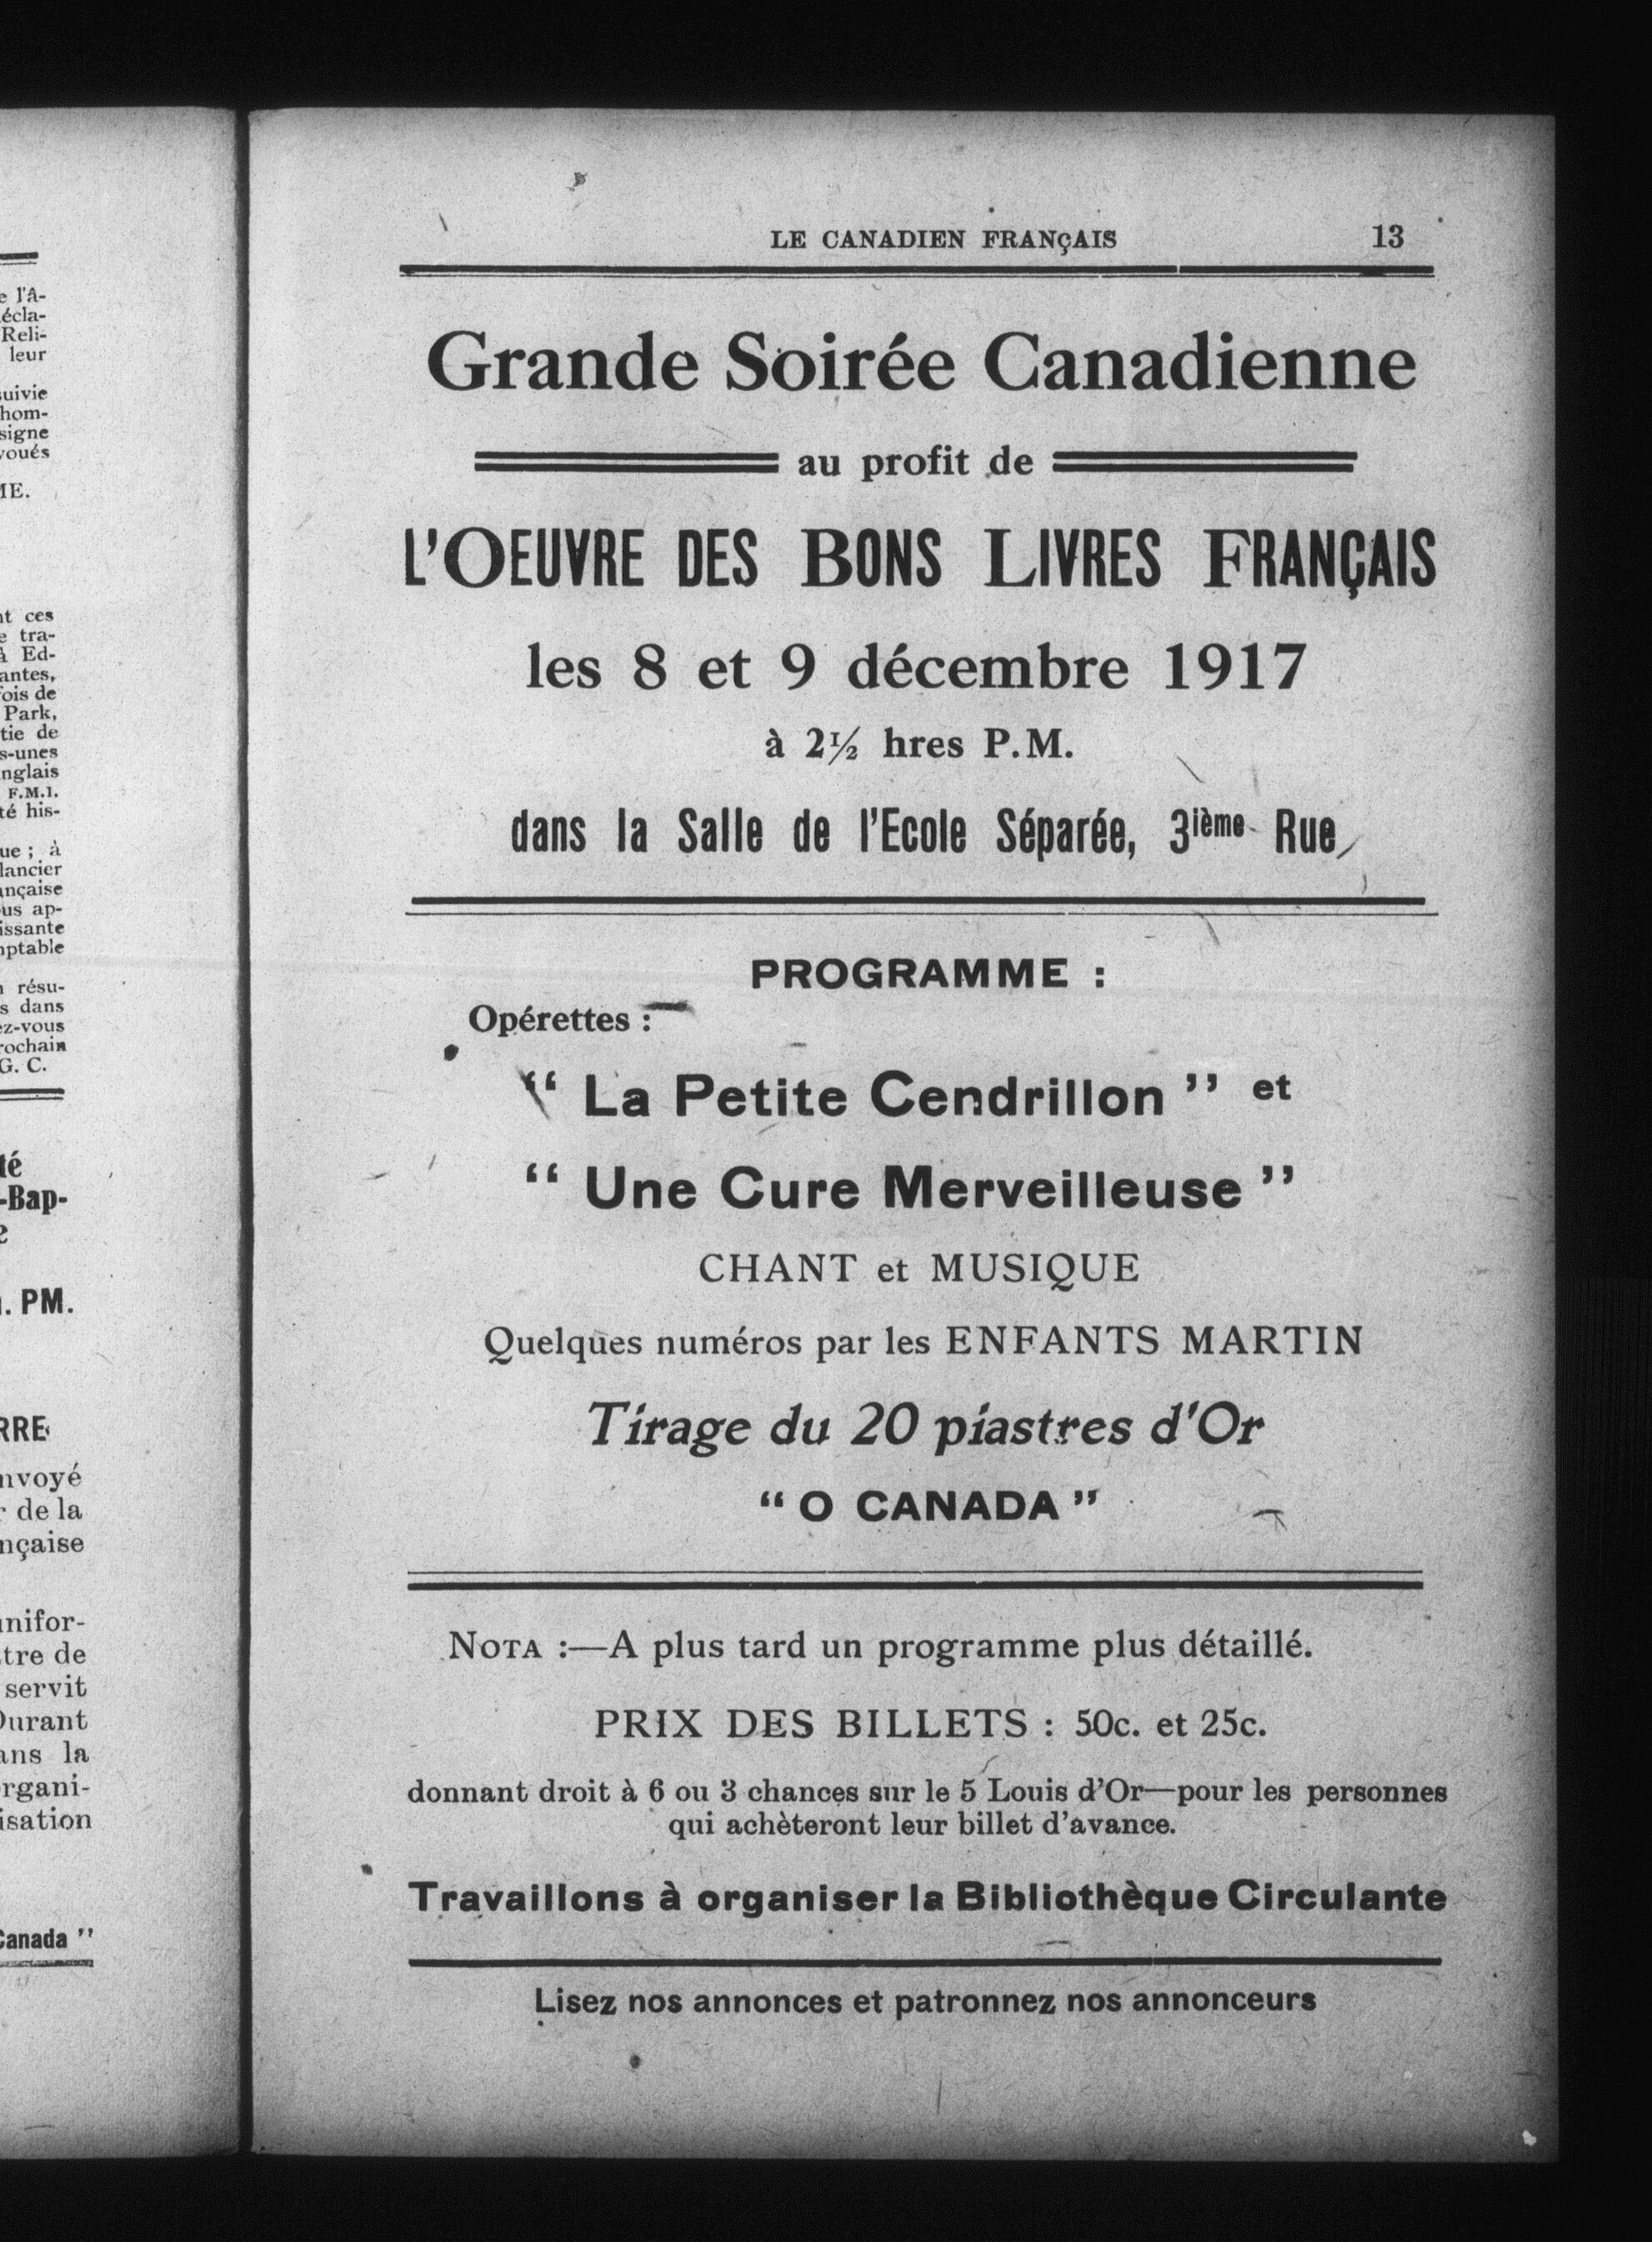 LE CANADIEN FRANçAIS 13
Grande Soirée Canadienne
au profit de
L'OEUVRE DES BONS LIVRES FRANÇAIS
les 8 et 9 décembre 1917
à 2½ hres P.M.
dans la Salle de l'Ecole Séparée, 3ième Rue
PROGRAMME :
Opérettes :
" La Petite Cendrillon " et
" Une Cure Merveilleuse "
CHANT et MUSIQUE
Quelques numéros par les ENFANTS MARTIN
Tirage du 20 piastres d'Or
" O CANADA "
NOTA :—A plus tard un programme plus détaillé.
PRIX DES BILLETS : 50c. et 25c.
donnant droit à 6 ou 3 chances sur le 5 Louis d'Or—pour les personnes
qui achèteront leur billet d'avance.
Travaillons à organiser la Bibliothèque Circulante
Lisez nos annonces et patronnez nos annonceurs